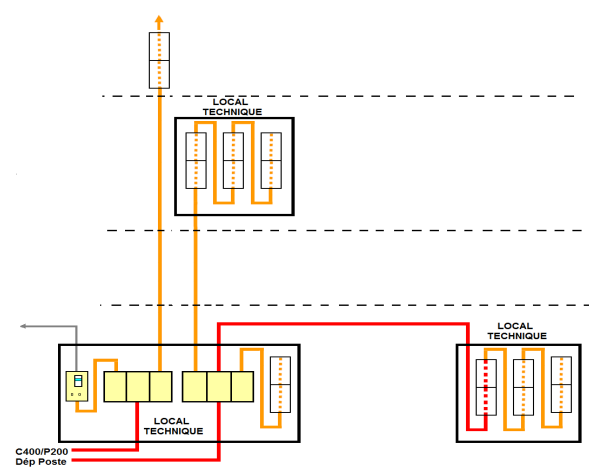 LOCAL
TECHNIQUE
LOCAL
TECHNIQUE
LOCAL
TECHNIQUE
C400/P200
Dép Poste